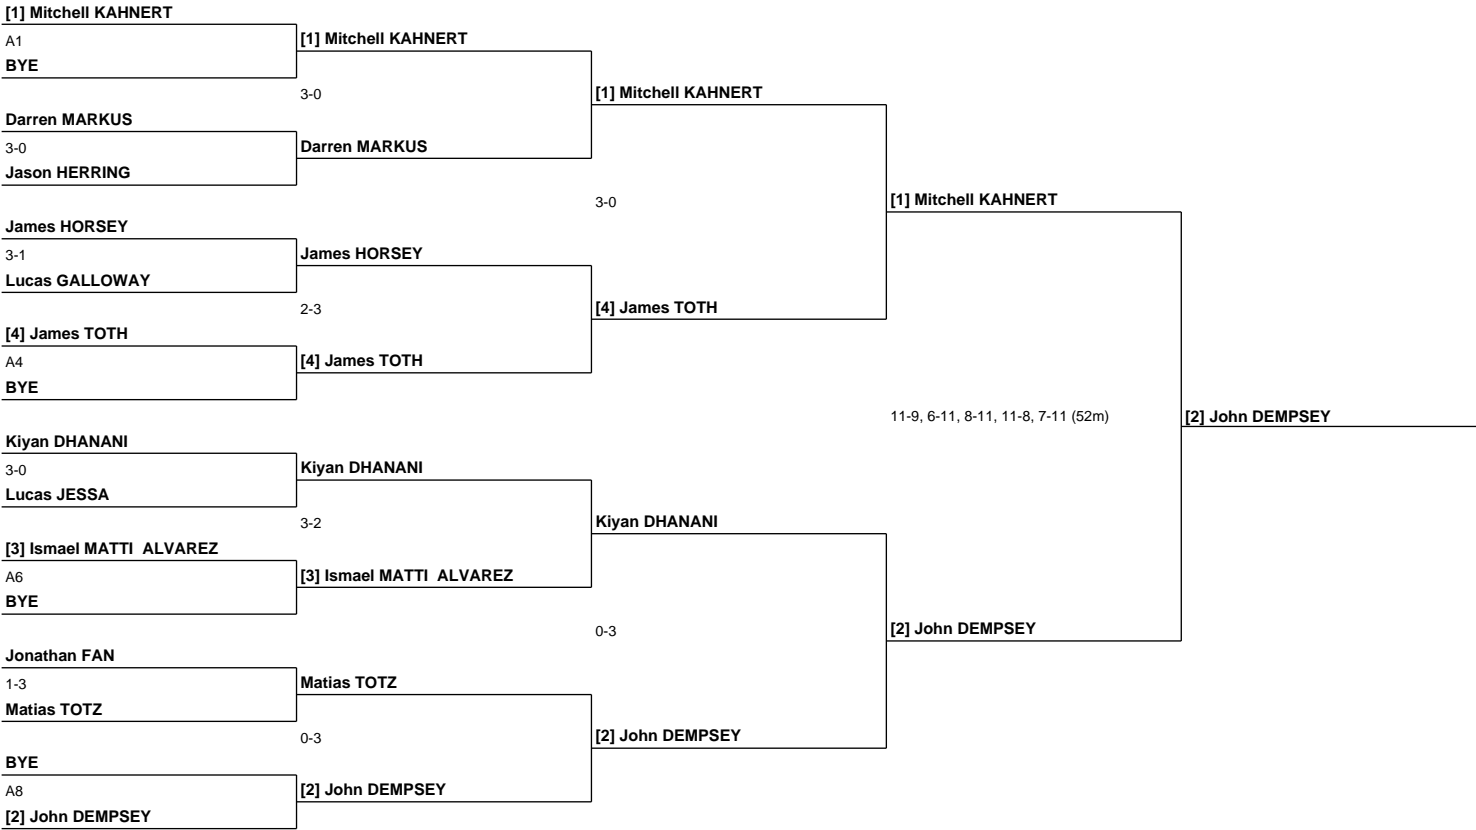 [1] Mitchell KAHNERT
A1
BYE
Darren MARKUS
3-0
Jason HERRING
James HORSEY
3-1
Lucas GALLOWAY
[4] James TOTH
A4
BYE
Kiyan DHANANI
3-0
Lucas JESSA
[3] Ismael MATTI  ALVAREZ
A6
BYE
Jonathan FAN
1-3
Matias TOTZ
BYE
A8
[2] John DEMPSEY
[1] Mitchell KAHNERT
3-0
Darren MARKUS
James HORSEY
2-3
[4] James TOTH
Kiyan DHANANI
3-2
[3] Ismael MATTI  ALVAREZ
Matias TOTZ
0-3
[2] John DEMPSEY
[1] Mitchell KAHNERT
3-0
[4] James TOTH
Kiyan DHANANI
0-3
[2] John DEMPSEY
[1] Mitchell KAHNERT
11-9, 6-11, 8-11, 11-8, 7-11 (52m)
[2] John DEMPSEY
[2] John DEMPSEY